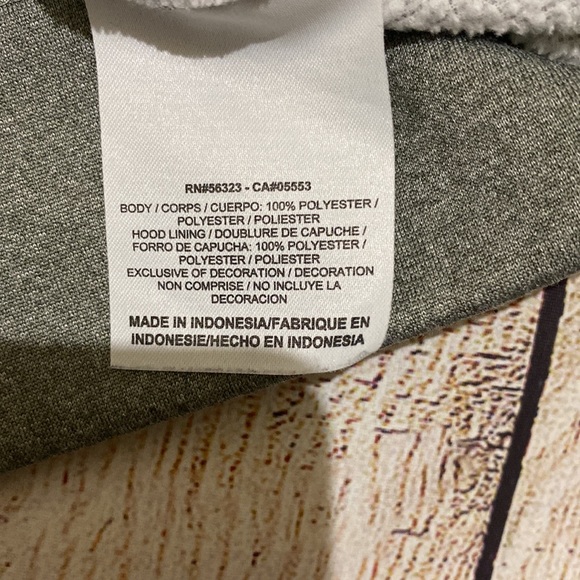 RN#56323 - CA#05553
BODY / CORPS / CUERPO: 100% POLYESTER /
POLYESTER / POLIESTER
HOOD LINING / DOUBLURE DE CAPUCHE /
FORRO DE CAPUCHA: 100% POLYESTER /
POLYESTER / POLIESTER
EXCLUSIVE OF DECORATION / DECORATION
NON COMPRISE / NO INCLUYE LA
DECORACION
MADE IN INDONESIA/FABRIQUE EN
INDONESIE/HECHO EN INDONESIA